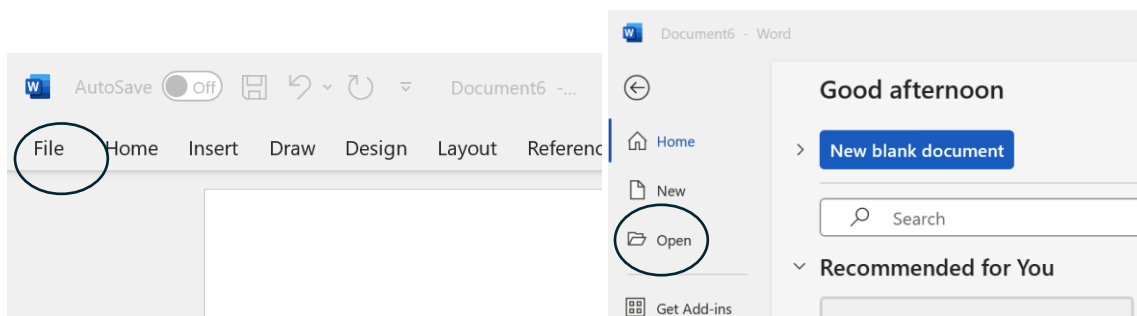 AutoSave Off Document6 -...
File Home Insert Draw Design Layout Referenc
Document6 - Word
Good afternoon
Home
New blank document
New
Search
Open
Recommended for You
Get Add-ins